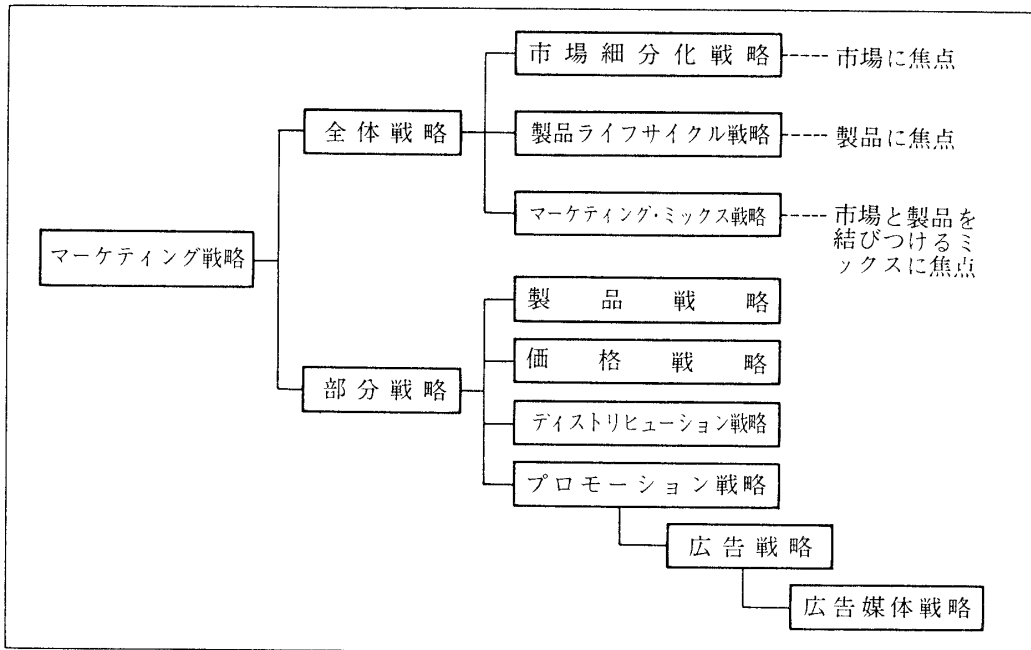 市場細分化戦略
市場に焦点
全体戦略
製品ライフサイクル戦略
製品に焦点
マーケティング・ミックス戦略
市場と製品を
結びつけるミ
ックスに焦点
マーケティング戦略
製品戦略
価格戦略
部分戦略
ディストリビューション戦略
プロモーション戦略
広告戦略
広告媒体戦略